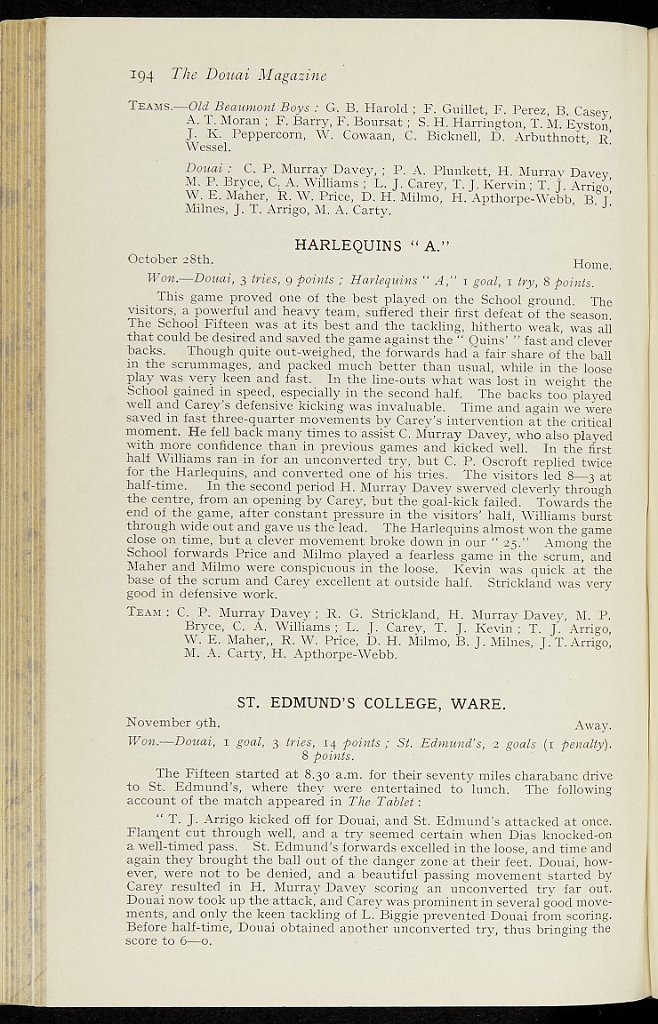 194 The Douai Magazine
TEAMS.—Old Beaumont Boys : G. B. Harold ; F. Guillet, F. Perez, B. Casey,
A. T. Moran ; F. Barry, F. Boursat ; S. H. Harrington, T. M. Eyston,
J. K. Peppercorn, W. Cowaan, C. Bicknell, D. Arbuthnott, R.
Wessel.
Douai : C. P. Murray Davey, ; P. A. Plunkett, H. Murray Davey,
M. P. Bryce, C. A. Williams ; L. J. Carey, T. J. Kervin ; T. J. Arrigo,
W. E. Maher, R. W. Price, D. H. Milmo, H. Apthorpe-Webb, B. J.
Milnes, J. T. Arrigo, M. A. Carty.
HARLEQUINS “ A.”
October 28th.
Home.
Won.—Douai, 3 tries, 9 points ; Harlequins “ A,” 1 goal, 1 try, 8 points.
This game proved one of the best played on the School ground. The
visitors, a powerful and heavy team, suffered their first defeat of the season.
The School Fifteen was at its best and the tackling, hitherto weak, was all
that could be desired and saved the game against the “ Quins’ ” fast and clever
backs. Though quite out-weighed, the forwards had a fair share of the ball
in the scrummages, and packed much better than usual, while in the loose
play was very keen and fast. In the line-outs what was lost in weight the
School gained in speed, especially in the second half. The backs too played
well and Carey’s defensive kicking was invaluable. Time and again we were
saved in fast three-quarter movements by Carey’s intervention at the critical
moment. He fell back many times to assist C. Murray Davey, who also played
with more confidence than in previous games and kicked well. In the first
half Williams ran in for an unconverted try, but C. P. Oscroft replied twice
for the Harlequins, and converted one of his tries. The visitors led 8—3 at
half-time. In the second period H. Murray Davey swerved cleverly through
the centre, from an opening by Carey, but the goal-kick failed. Towards the
end of the game, after constant pressure in the visitors’ half, Williams burst
through wide out and gave us the lead. The Harlequins almost won the game
close on time, but a clever movement broke down in our “ 25.” Among the
School forwards Price and Milmo played a fearless game in the scrum, and
Maher and Milmo were conspicuous in the loose. Kevin was quick at the
base of the scrum and Carey excellent at outside half. Strickland was very
good in defensive work.
TEAM : C. P. Murray Davey ; R. G. Strickland, H. Murray Davey, M. P.
Bryce, C. A. Williams ; L. J. Carey, T. J. Kevin ; T. J. Arrigo,
W. E. Maher,, R. W. Price, D. H. Milmo, B. J. Milnes, J. T. Arrigo,
M. A. Carty, H. Apthorpe-Webb.
ST. EDMUND’S COLLEGE, WARE.
November 9th.
Away.
Won.—Douai, 1 goal, 3 tries, 14 points ; St. Edmund’s, 2 goals (1 penalty).
8 points.
The Fifteen started at 8.30 a.m. for their seventy miles charabanc drive
to St. Edmund’s, where they were entertained to lunch. The following
account of the match appeared in The Tablet :
“ T. J. Arrigo kicked off for Douai, and St. Edmund’s attacked at once.
Flament cut through well, and a try seemed certain when Dias knocked-on
a well-timed pass. St. Edmund’s forwards excelled in the loose, and time and
again they brought the ball out of the danger zone at their feet. Douai, how-
ever, were not to be denied, and a beautiful passing movement started by
Carey resulted in H. Murray Davey scoring an unconverted try far out.
Douai now took up the attack, and Carey was prominent in several good move-
ments, and only the keen tackling of L. Biggie prevented Douai from scoring.
Before half-time, Douai obtained another unconverted try, thus bringing the
score to 6—0.